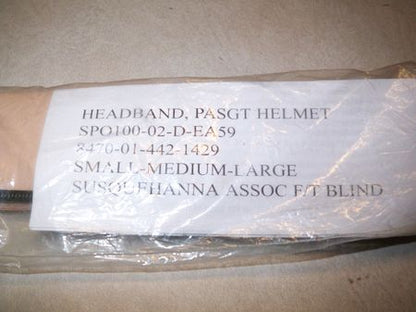 HEADBAND, PASGT HELMET
SPO100-02-D-EA59
8470-01-442-1429
SMALL-MEDIUM-LARGE
SUSQUEHANNA ASSOC F/T BLIND